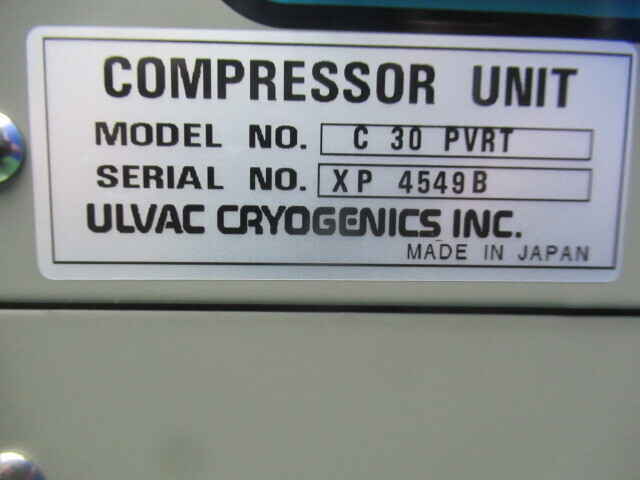 COMPRESSOR UNIT
MODEL NO. C 30 PVRT
SERIAL NO. XP 4549B
ULVAC CRYOGENICS INC.
MADE IN JAPAN